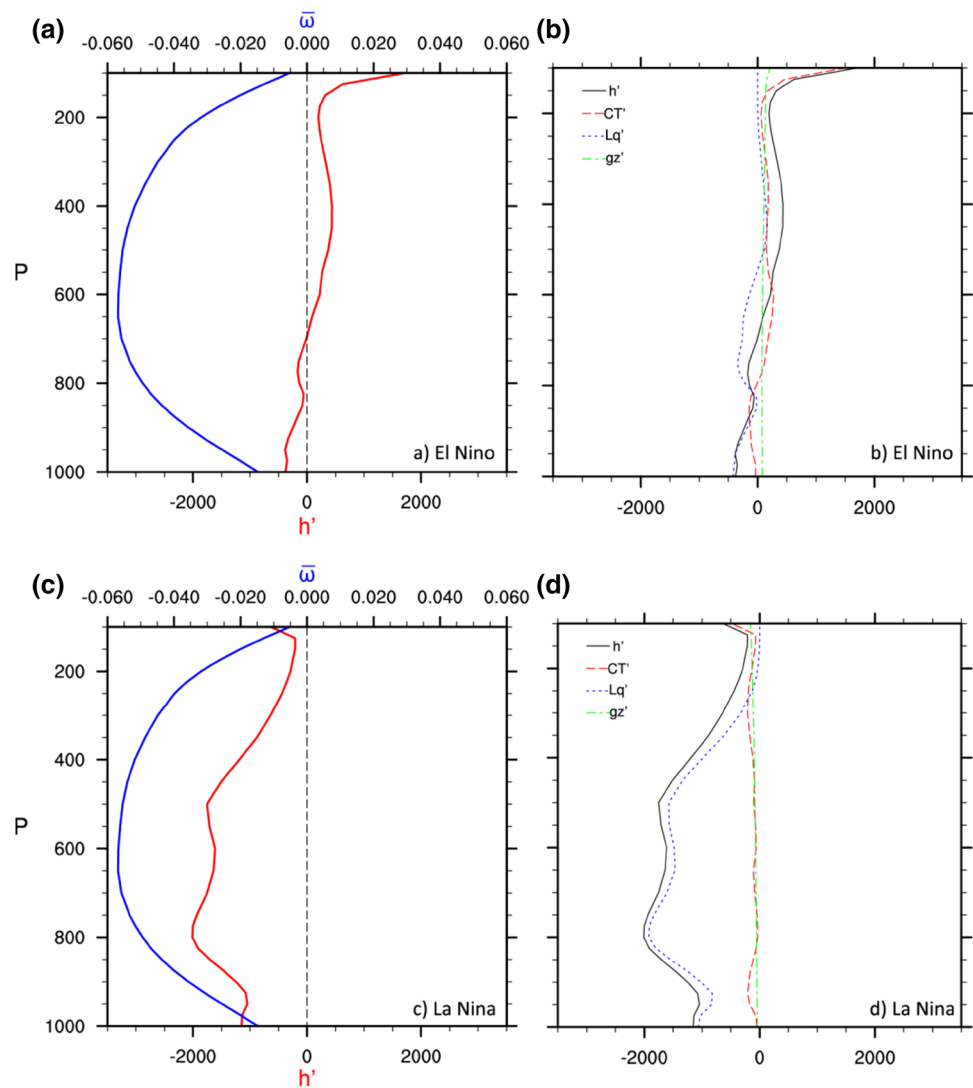 (a)
ω̅
-0.060 -0.040 -0.020 0.000 0.020 0.040 0.060
200
400
P
600
800
1000
a) El Nino
-2000 0 2000
h'
(b)
h'
CT'
Lq'
gz'
b) El Nino
-2000 0 2000
(c)
ω̅
-0.060 -0.040 -0.020 0.000 0.020 0.040 0.060
200
400
P
600
800
1000
c) La Nina
-2000 0 2000
h'
(d)
h'
CT'
Lq'
gz'
d) La Nina
-2000 0 2000